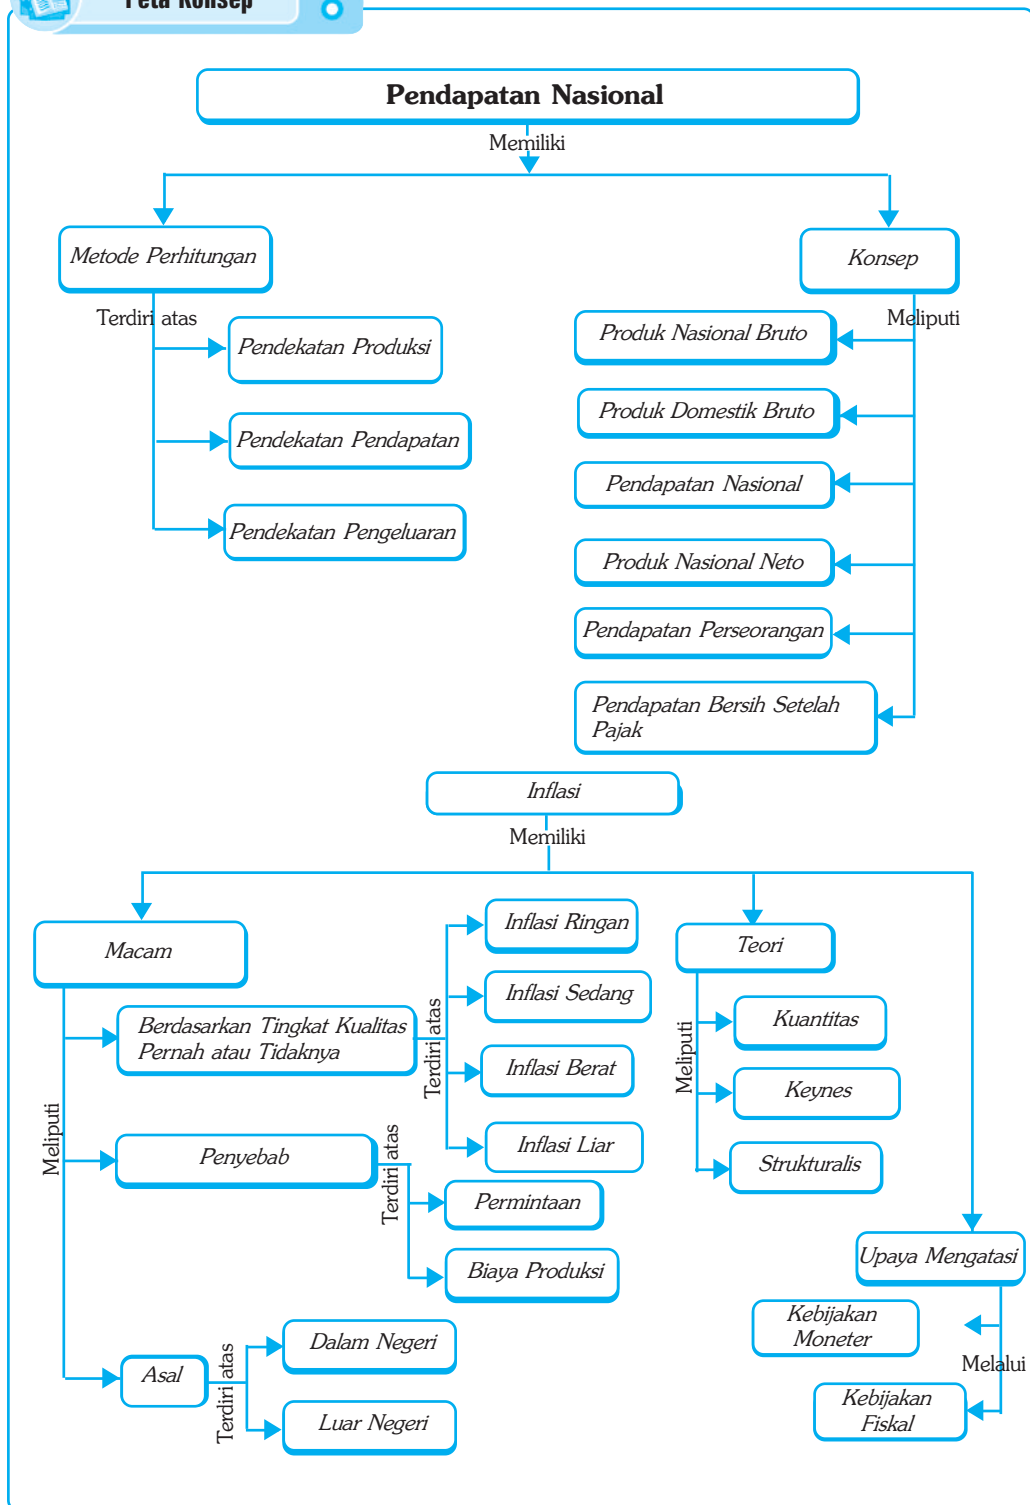 Peta Konsep
Pendapatan Nasional
Memiliki
Metode Perhitungan
Konsep
Terdiri atas
Meliputi
Pendekatan Produksi
Pendekatan Pendapatan
Pendekatan Pengeluaran
Produk Nasional Bruto
Produk Domestik Bruto
Pendapatan Nasional
Produk Nasional Neto
Pendapatan Perseorangan
Pendapatan Bersih Setelah
Pajak
Inflasi
Memiliki
Macam
Meliputi
Berdasarkan Tingkat Kualitas
Pernah atau Tidaknya
Terdiri atas
Inflasi Ringan
Inflasi Sedang
Inflasi Berat
Inflasi Liar
Penyebab
Terdiri atas
Permintaan
Biaya Produksi
Asal
Terdiri atas
Dalam Negeri
Luar Negeri
Teori
Meliputi
Kuantitas
Keynes
Strukturalis
Upaya Mengatasi
Melalui
Kebijakan
Moneter
Kebijakan
Fiskal